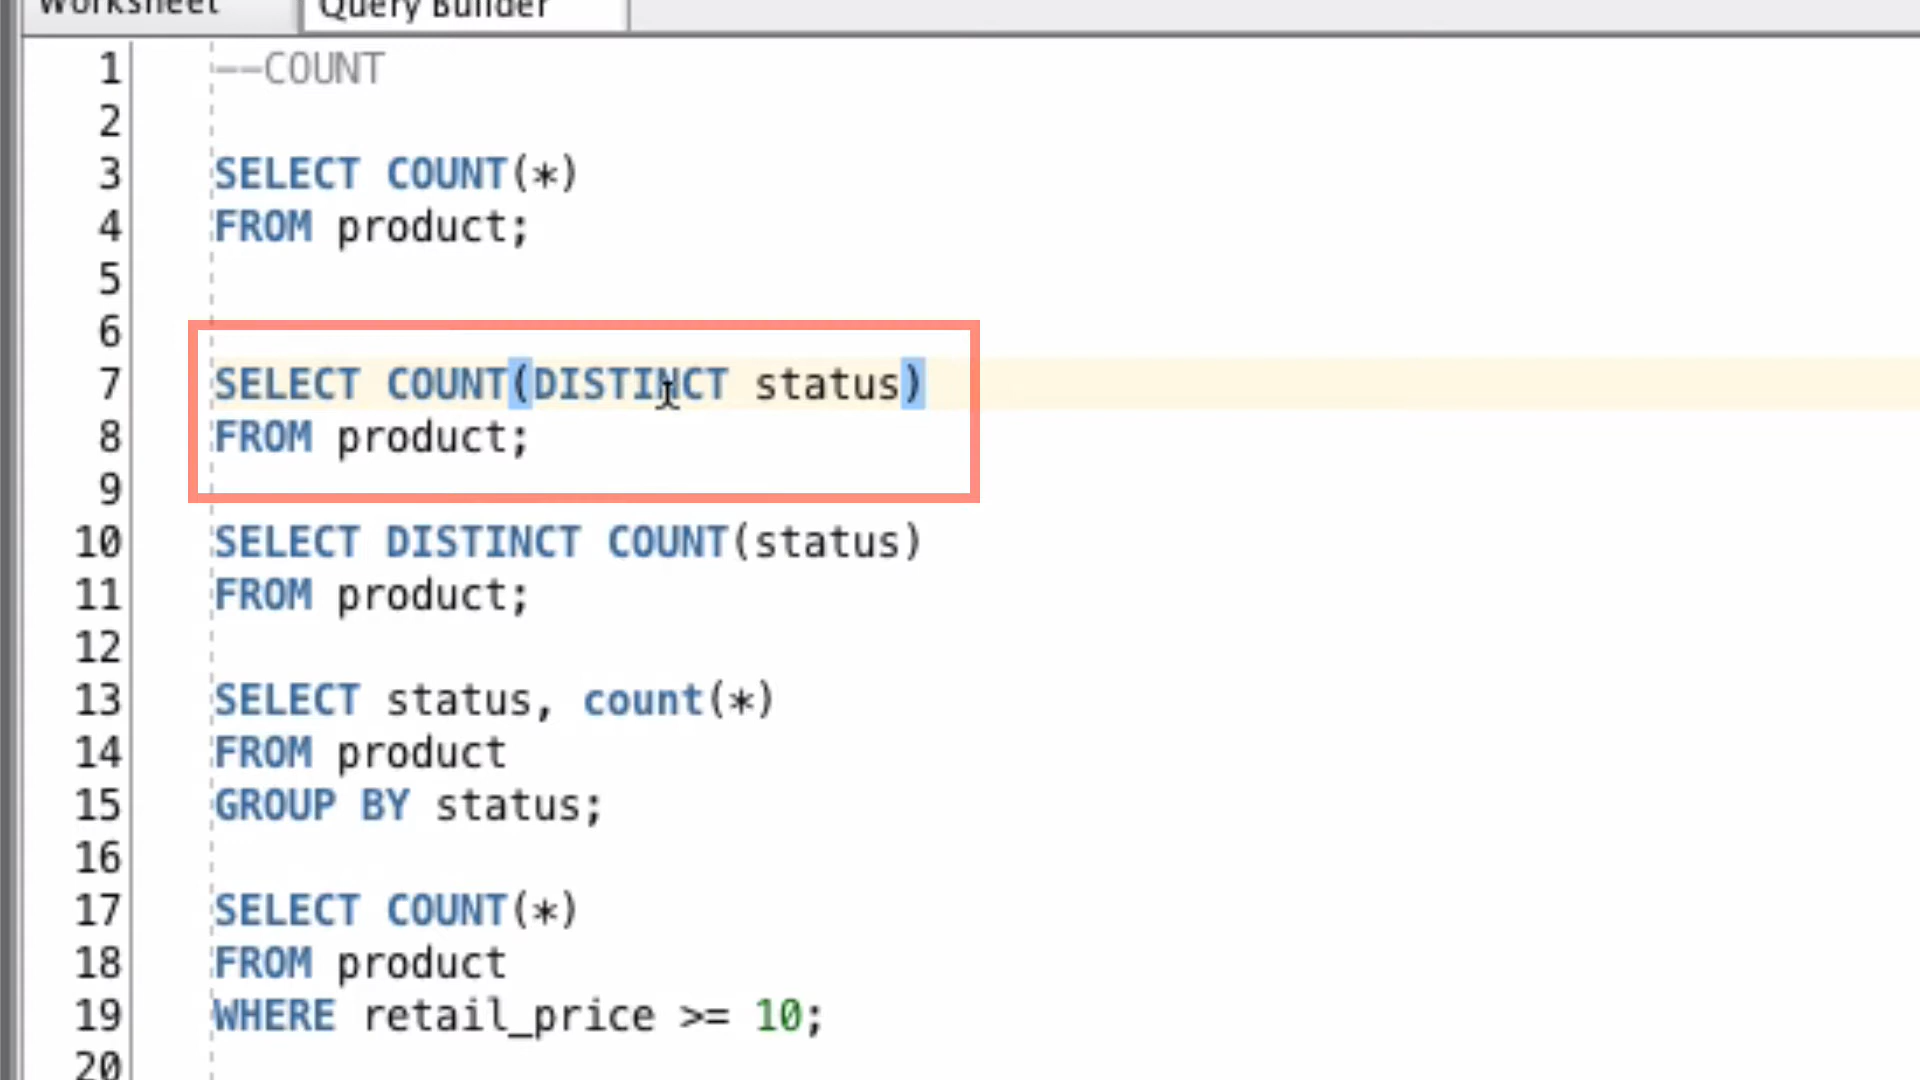 Worksheet Query Builder
1 --COUNT
2
3 SELECT COUNT(*)
4 FROM product;
5
6
7 SELECT COUNT(DISTINCT status)
8 FROM product;
9
10 SELECT DISTINCT COUNT(status)
11 FROM product;
12
13 SELECT status, count(*)
14 FROM product
15 GROUP BY status;
16
17 SELECT COUNT(*)
18 FROM product
19 WHERE retail_price >= 10;
20